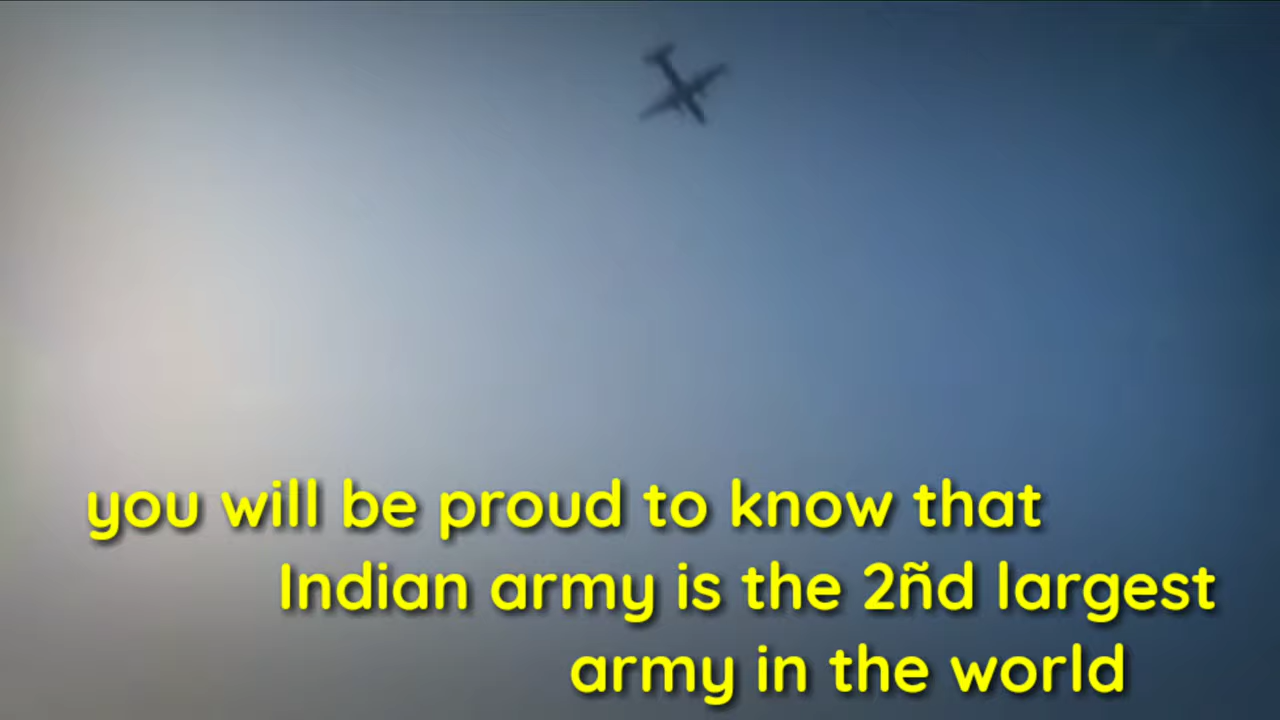 you will be proud to know that
Indian army is the 2ñd largest
army in the world